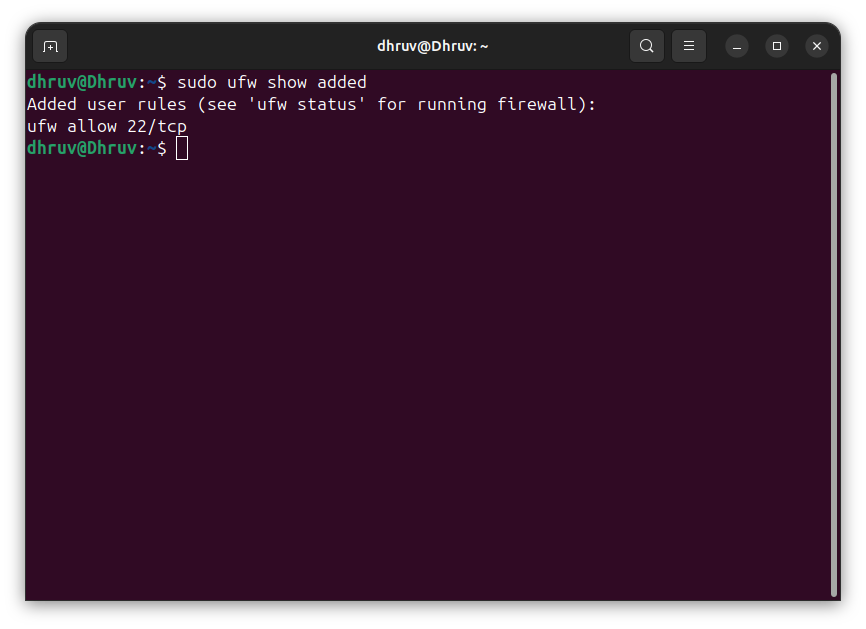 dhruv@Dhruv: ~
dhruv@Dhruv:~$ sudo ufw show added
Added user rules (see 'ufw status' for running firewall):
ufw allow 22/tcp
dhruv@Dhruv:~$